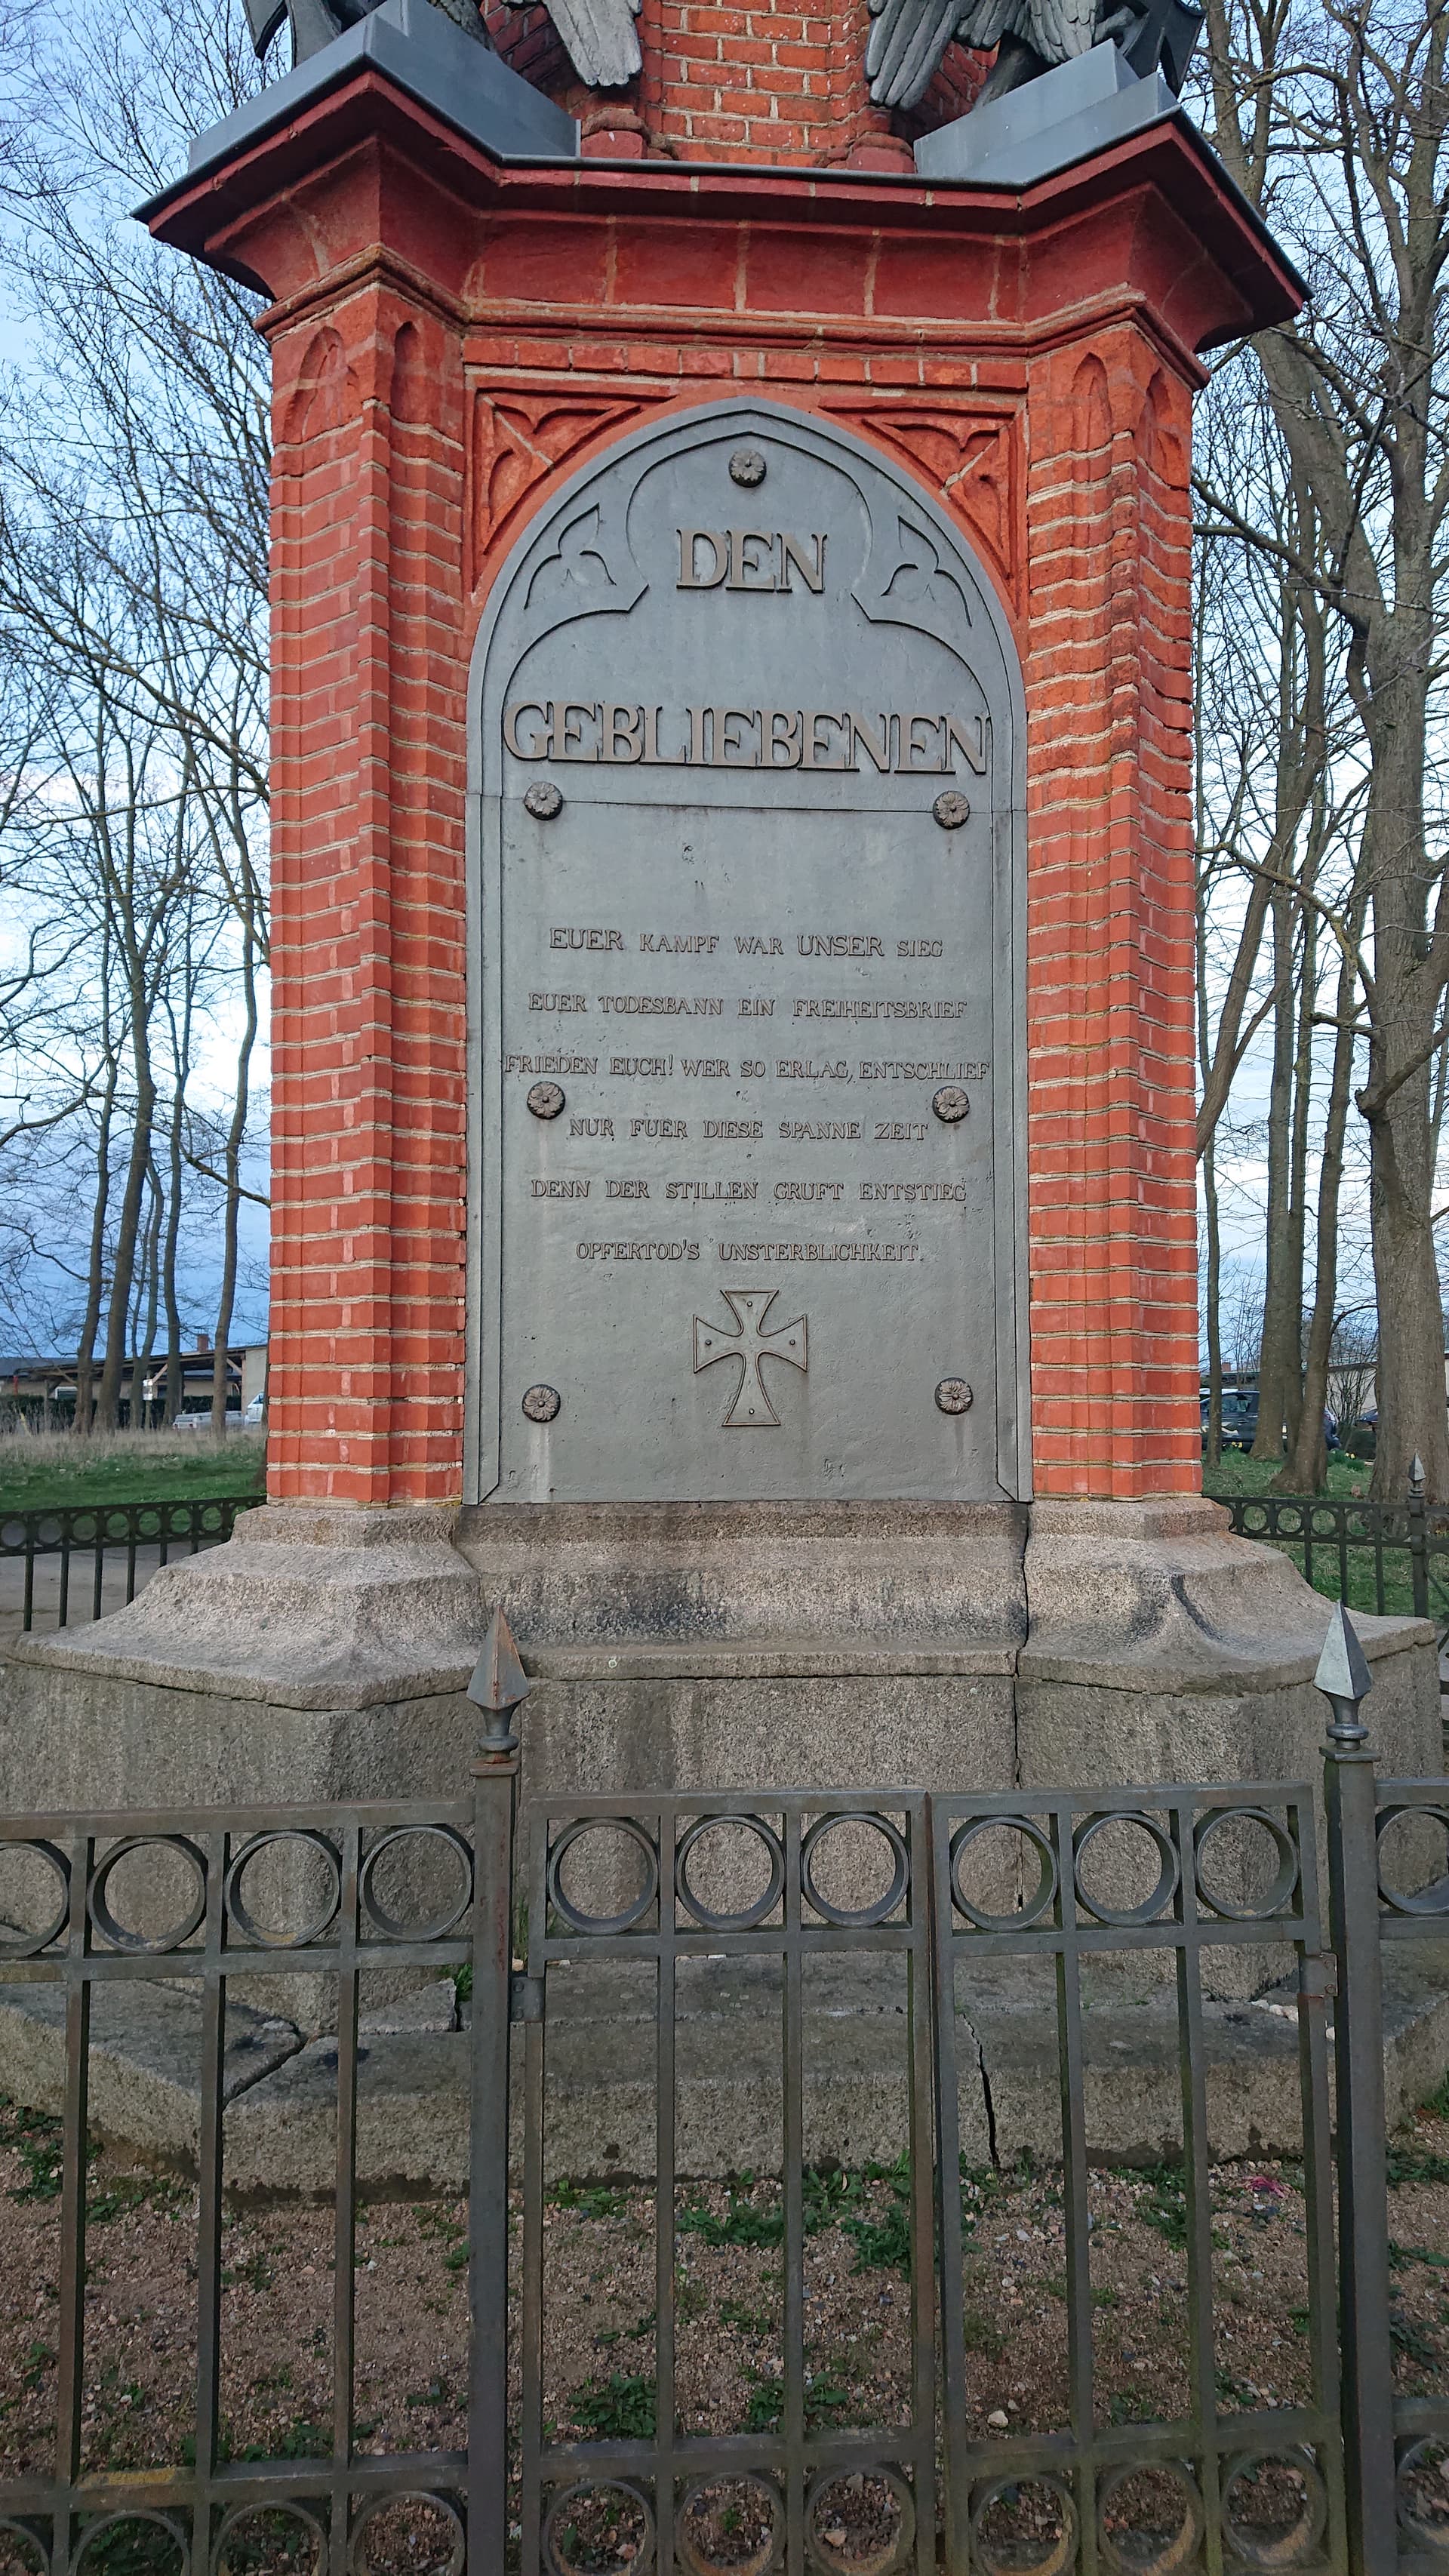 DEN
GEBLIEBENEN
EUER KAMPF WAR UNSER SIEG
EUER TODESBANN EIN FREIHEITSBRIEF
FRIEDEN EUCH! WER SO ERLAG, ENTSCHLIEF
NUR FUER DIESE SPANNE ZEIT
DENN DER STILLEN GRUFT ENTSTIEG
OPFERTOD'S UNSTERBLICHKEIT.